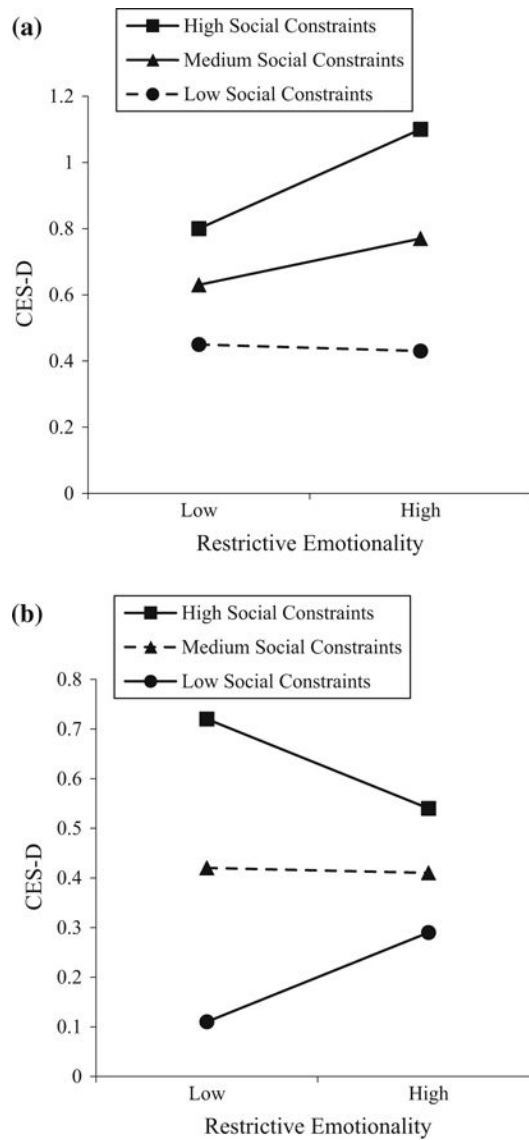 (a)
High Social Constraints
Medium Social Constraints
Low Social Constraints
1.2
1
0.8
0.6
0.4
0.2
0
CES-D
Low High
Restrictive Emotionality
(b)
High Social Constraints
Medium Social Constraints
Low Social Constraints
0.8
0.7
0.6
0.5
0.4
0.3
0.2
0.1
0
CES-D
Low High
Restrictive Emotionality